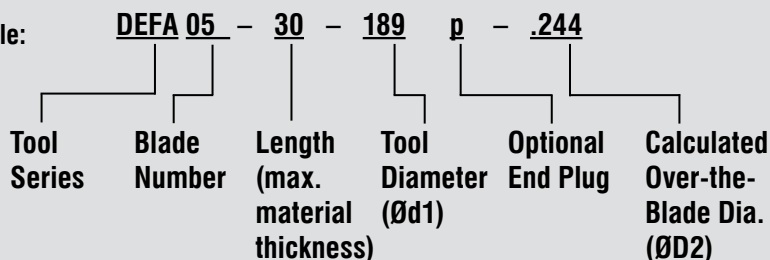 le: DEFA 05 – 30 – 189 p – .244
Tool Series
Blade Number
Length (max. material thickness)
Tool Diameter (Ød1)
Optional End Plug
Calculated Over-the-Blade Dia. (ØD2)